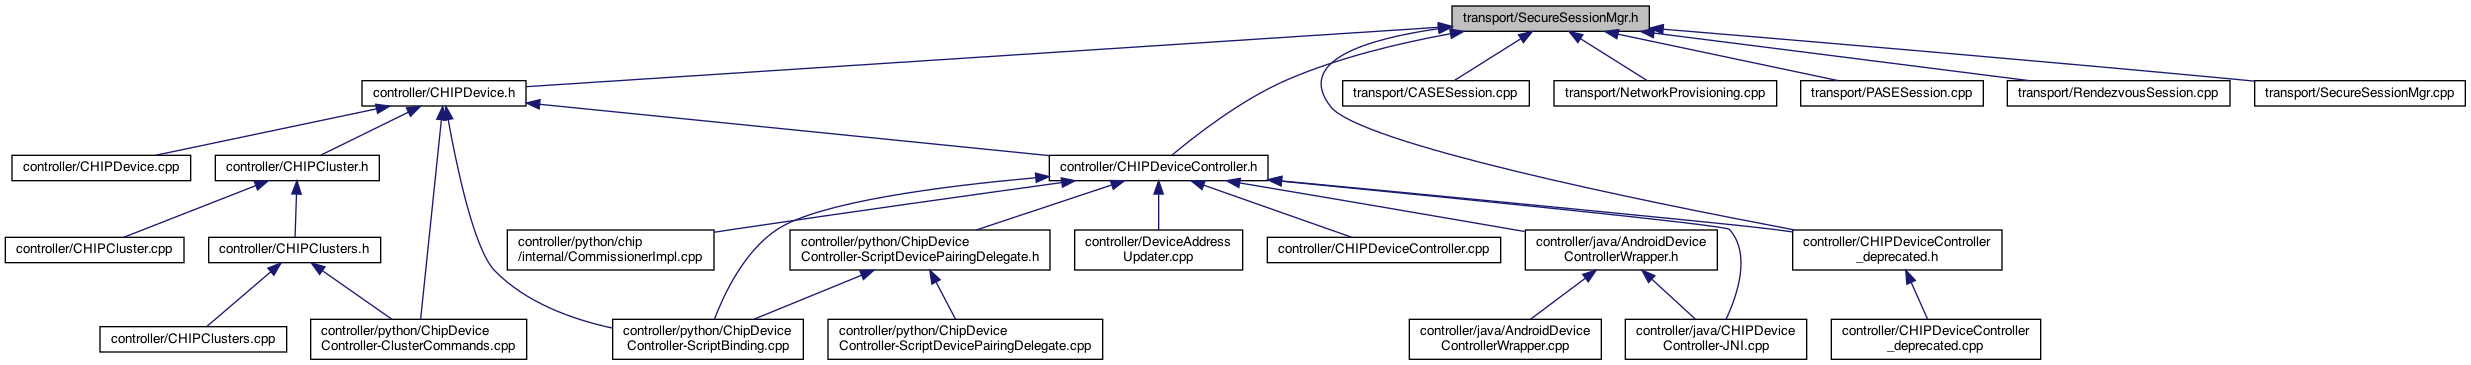 transport/SecureSessionMgr.h
controller/CHIPDevice.h
transport/CASESession.cpp
transport/NetworkProvisioning.cpp
transport/PASESession.cpp
transport/RendezvousSession.cpp
transport/SecureSessionMgr.cpp
controller/CHIPDevice.cpp
controller/CHIPCluster.h
controller/CHIPDeviceController.h
controller/CHIPCluster.cpp
controller/CHIPClusters.h
controller/python/chip
/internal/CommissionerImpl.cpp
controller/python/ChipDevice
Controller-ScriptDevicePairingDelegate.h
controller/DeviceAddress
Updater.cpp
controller/CHIPDeviceController.cpp
controller/java/AndroidDevice
ControllerWrapper.h
controller/CHIPDeviceController
_deprecated.h
controller/CHIPClusters.cpp
controller/python/ChipDevice
Controller-ClusterCommands.cpp
controller/python/ChipDevice
Controller-ScriptBinding.cpp
controller/python/ChipDevice
Controller-ScriptDevicePairingDelegate.cpp
controller/java/AndroidDevice
ControllerWrapper.cpp
controller/java/CHIPDevice
Controller-JNI.cpp
controller/CHIPDeviceController
_deprecated.cpp